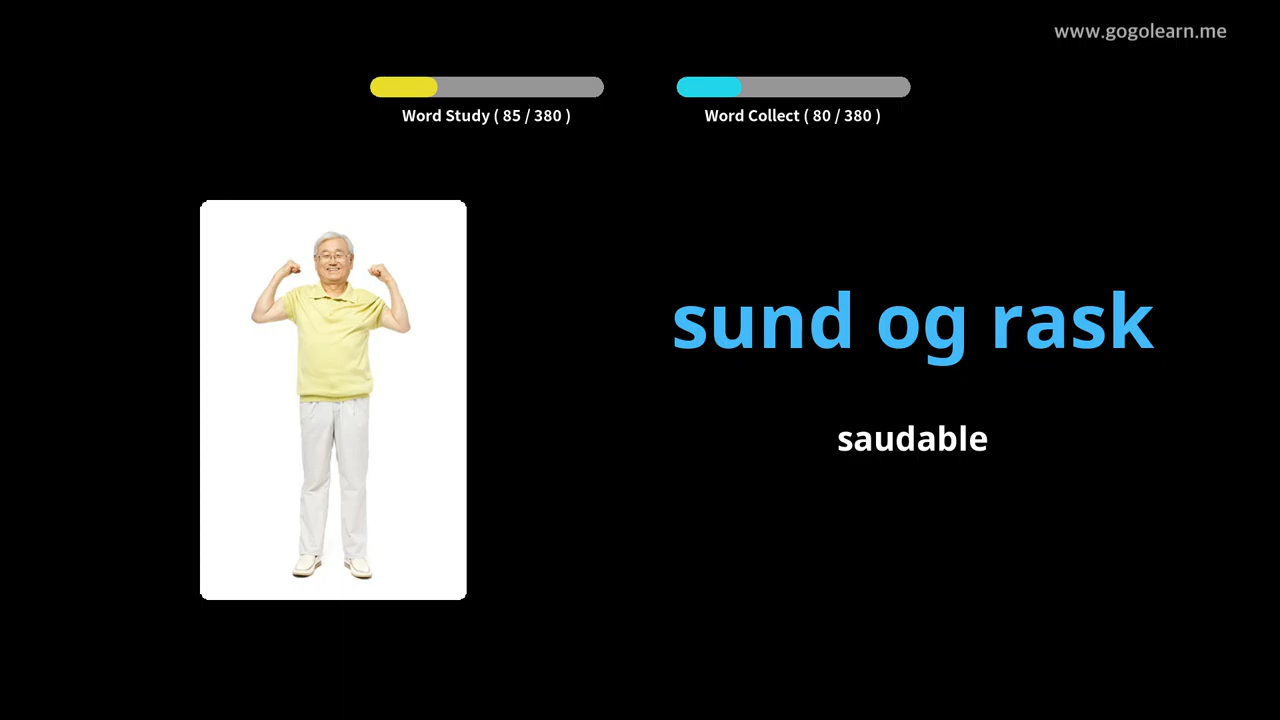 www.gogolearn.me
Word Study ( 85 / 380 )
Word Collect ( 80 / 380 )
sund og rask
saudable